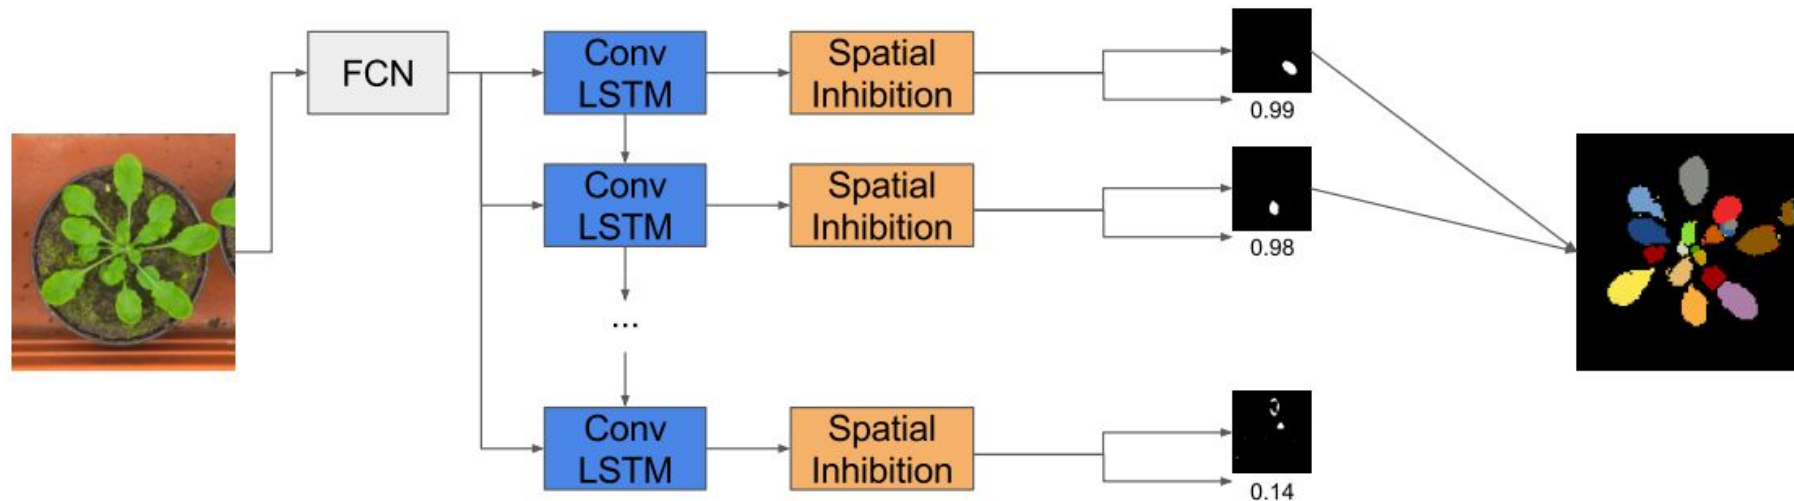 FCN
Conv
LSTM
Spatial
Inhibition
0.99
Conv
LSTM
Spatial
Inhibition
0.98
...
Conv
LSTM
Spatial
Inhibition
0.14